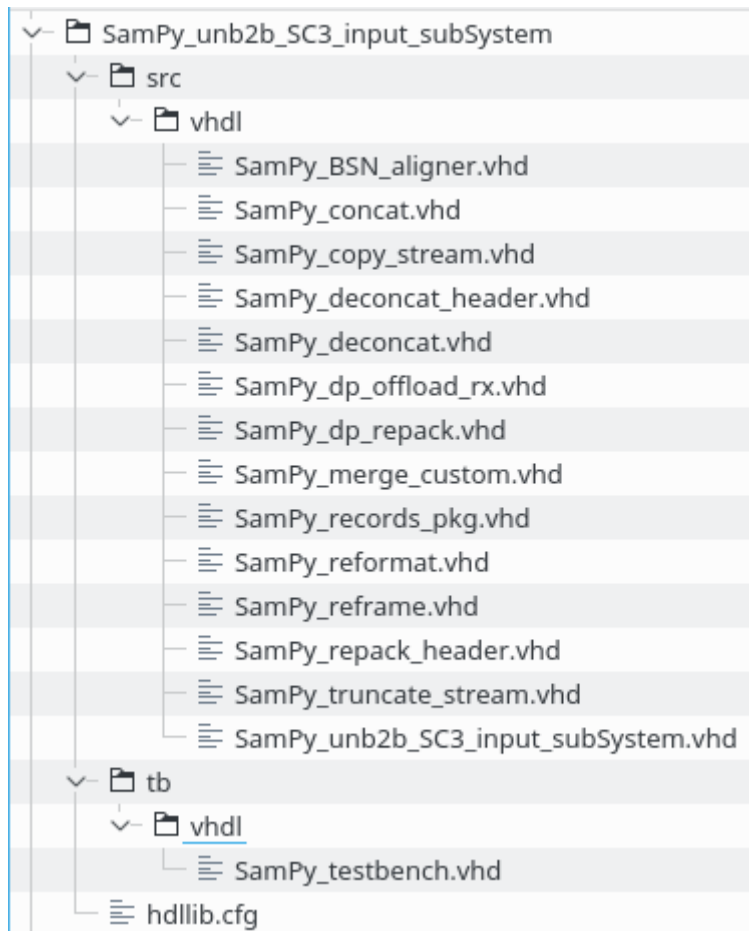 SamPy_unb2b_SC3_input_subSystem
src
vhdl
SamPy_BSN_aligner.vhd
SamPy_concat.vhd
SamPy_copy_stream.vhd
SamPy_deconcat_header.vhd
SamPy_deconcat.vhd
SamPy_dp_offload_rx.vhd
SamPy_dp_repack.vhd
SamPy_merge_custom.vhd
SamPy_records_pkg.vhd
SamPy_reformat.vhd
SamPy_reframe.vhd
SamPy_repack_header.vhd
SamPy_truncate_stream.vhd
SamPy_unb2b_SC3_input_subSystem.vhd
tb
vhdl
SamPy_testbench.vhd
hdllib.cfg